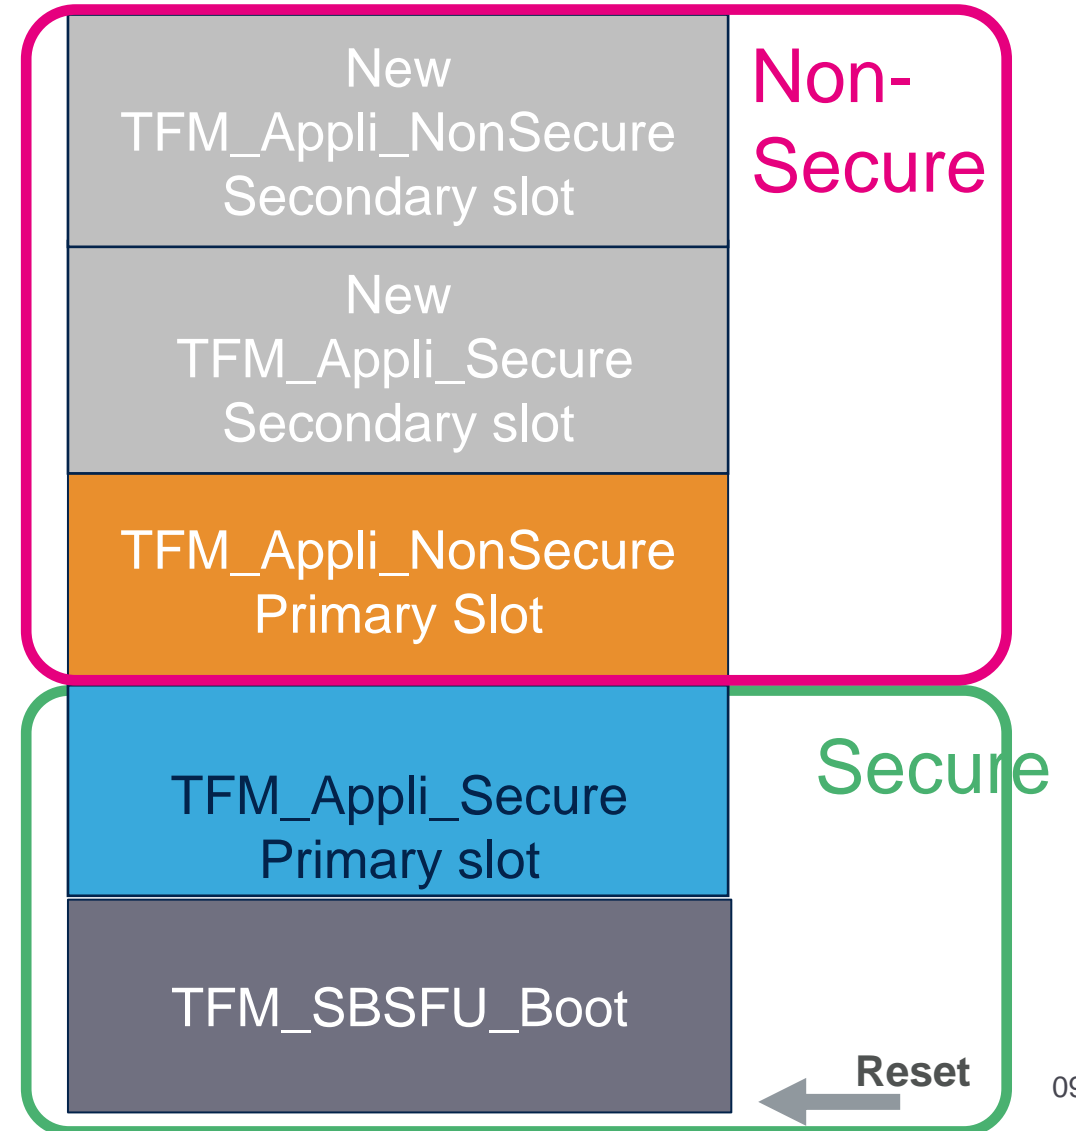 New
TFM_Appli_NonSecure
Secondary slot
Non-
Secure
New
TFM_Appli_Secure
Secondary slot
TFM_Appli_NonSecure
Primary Slot
TFM_Appli_Secure
Primary slot
Secure
TFM_SBSFU_Boot
Reset